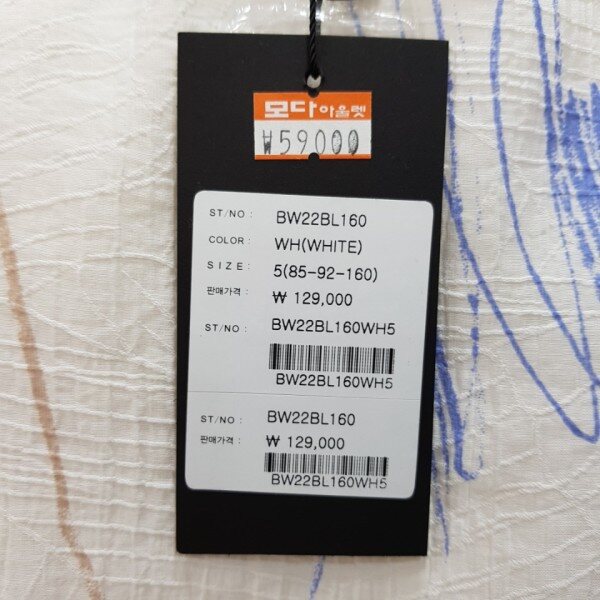 모다아울렛
₩59000
ST/NO : BW22BL160
COLOR : WH(WHITE)
SIZE : 5(85-92-160)
판매가격 : ₩ 129,000
ST/NO : BW22BL160WH5
BW22BL160WH5
ST/NO : BW22BL160
판매가격 : ₩ 129,000
BW22BL160WH5